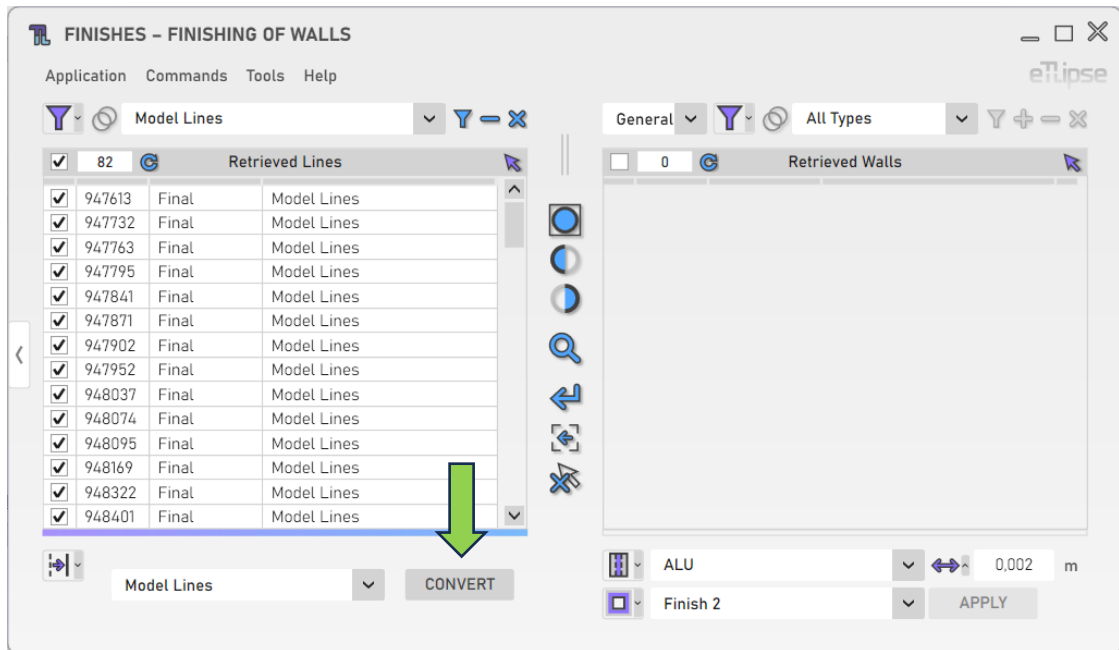 FINISHES – FINISHING OF WALLS
Application Commands Tools Help
eTLipse
Model Lines
General All Types
82 Retrieved Lines
0 Retrieved Walls
947613 Final Model Lines
947732 Final Model Lines
947763 Final Model Lines
947795 Final Model Lines
947841 Final Model Lines
947871 Final Model Lines
947902 Final Model Lines
947952 Final Model Lines
948037 Final Model Lines
948074 Final Model Lines
948095 Final Model Lines
948169 Final Model Lines
948322 Final Model Lines
948401 Final Model Lines
Model Lines CONVERT
ALU 0,002 m
Finish 2 APPLY